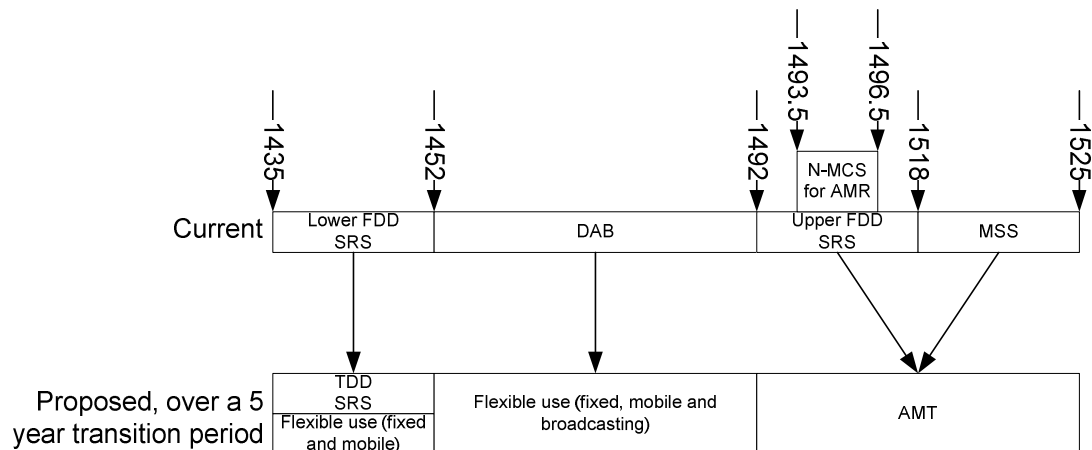 1493.5
1496.5
1435
1452
1492
1518
1525
N-MCS
for AMR
Current
Lower FDD
SRS
DAB
Upper FDD
SRS
MSS
Proposed, over a 5
year transition period
TDD
SRS
Flexible use (fixed
and mobile)
Flexible use (fixed, mobile and
broadcasting)
AMT